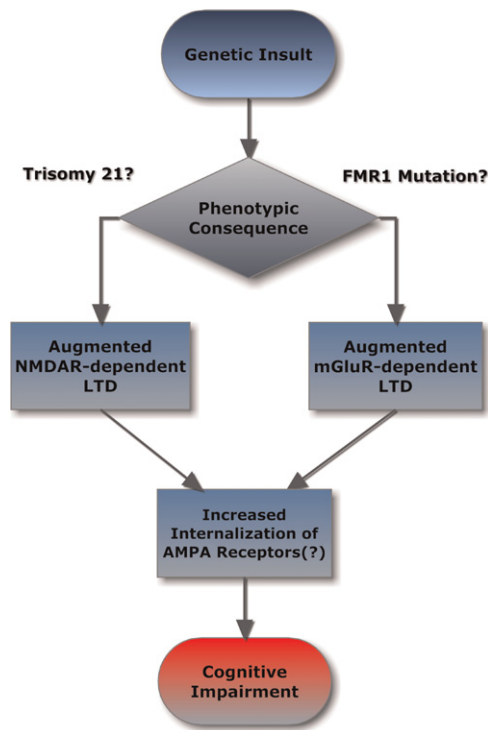 Genetic Insult
Trisomy 21?
FMR1 Mutation?
Phenotypic
Consequence
Augmented
NMDAR-dependent
LTD
Augmented
mGluR-dependent
LTD
Increased
Internalization of
AMPA Receptors(?)
Cognitive
Impairment